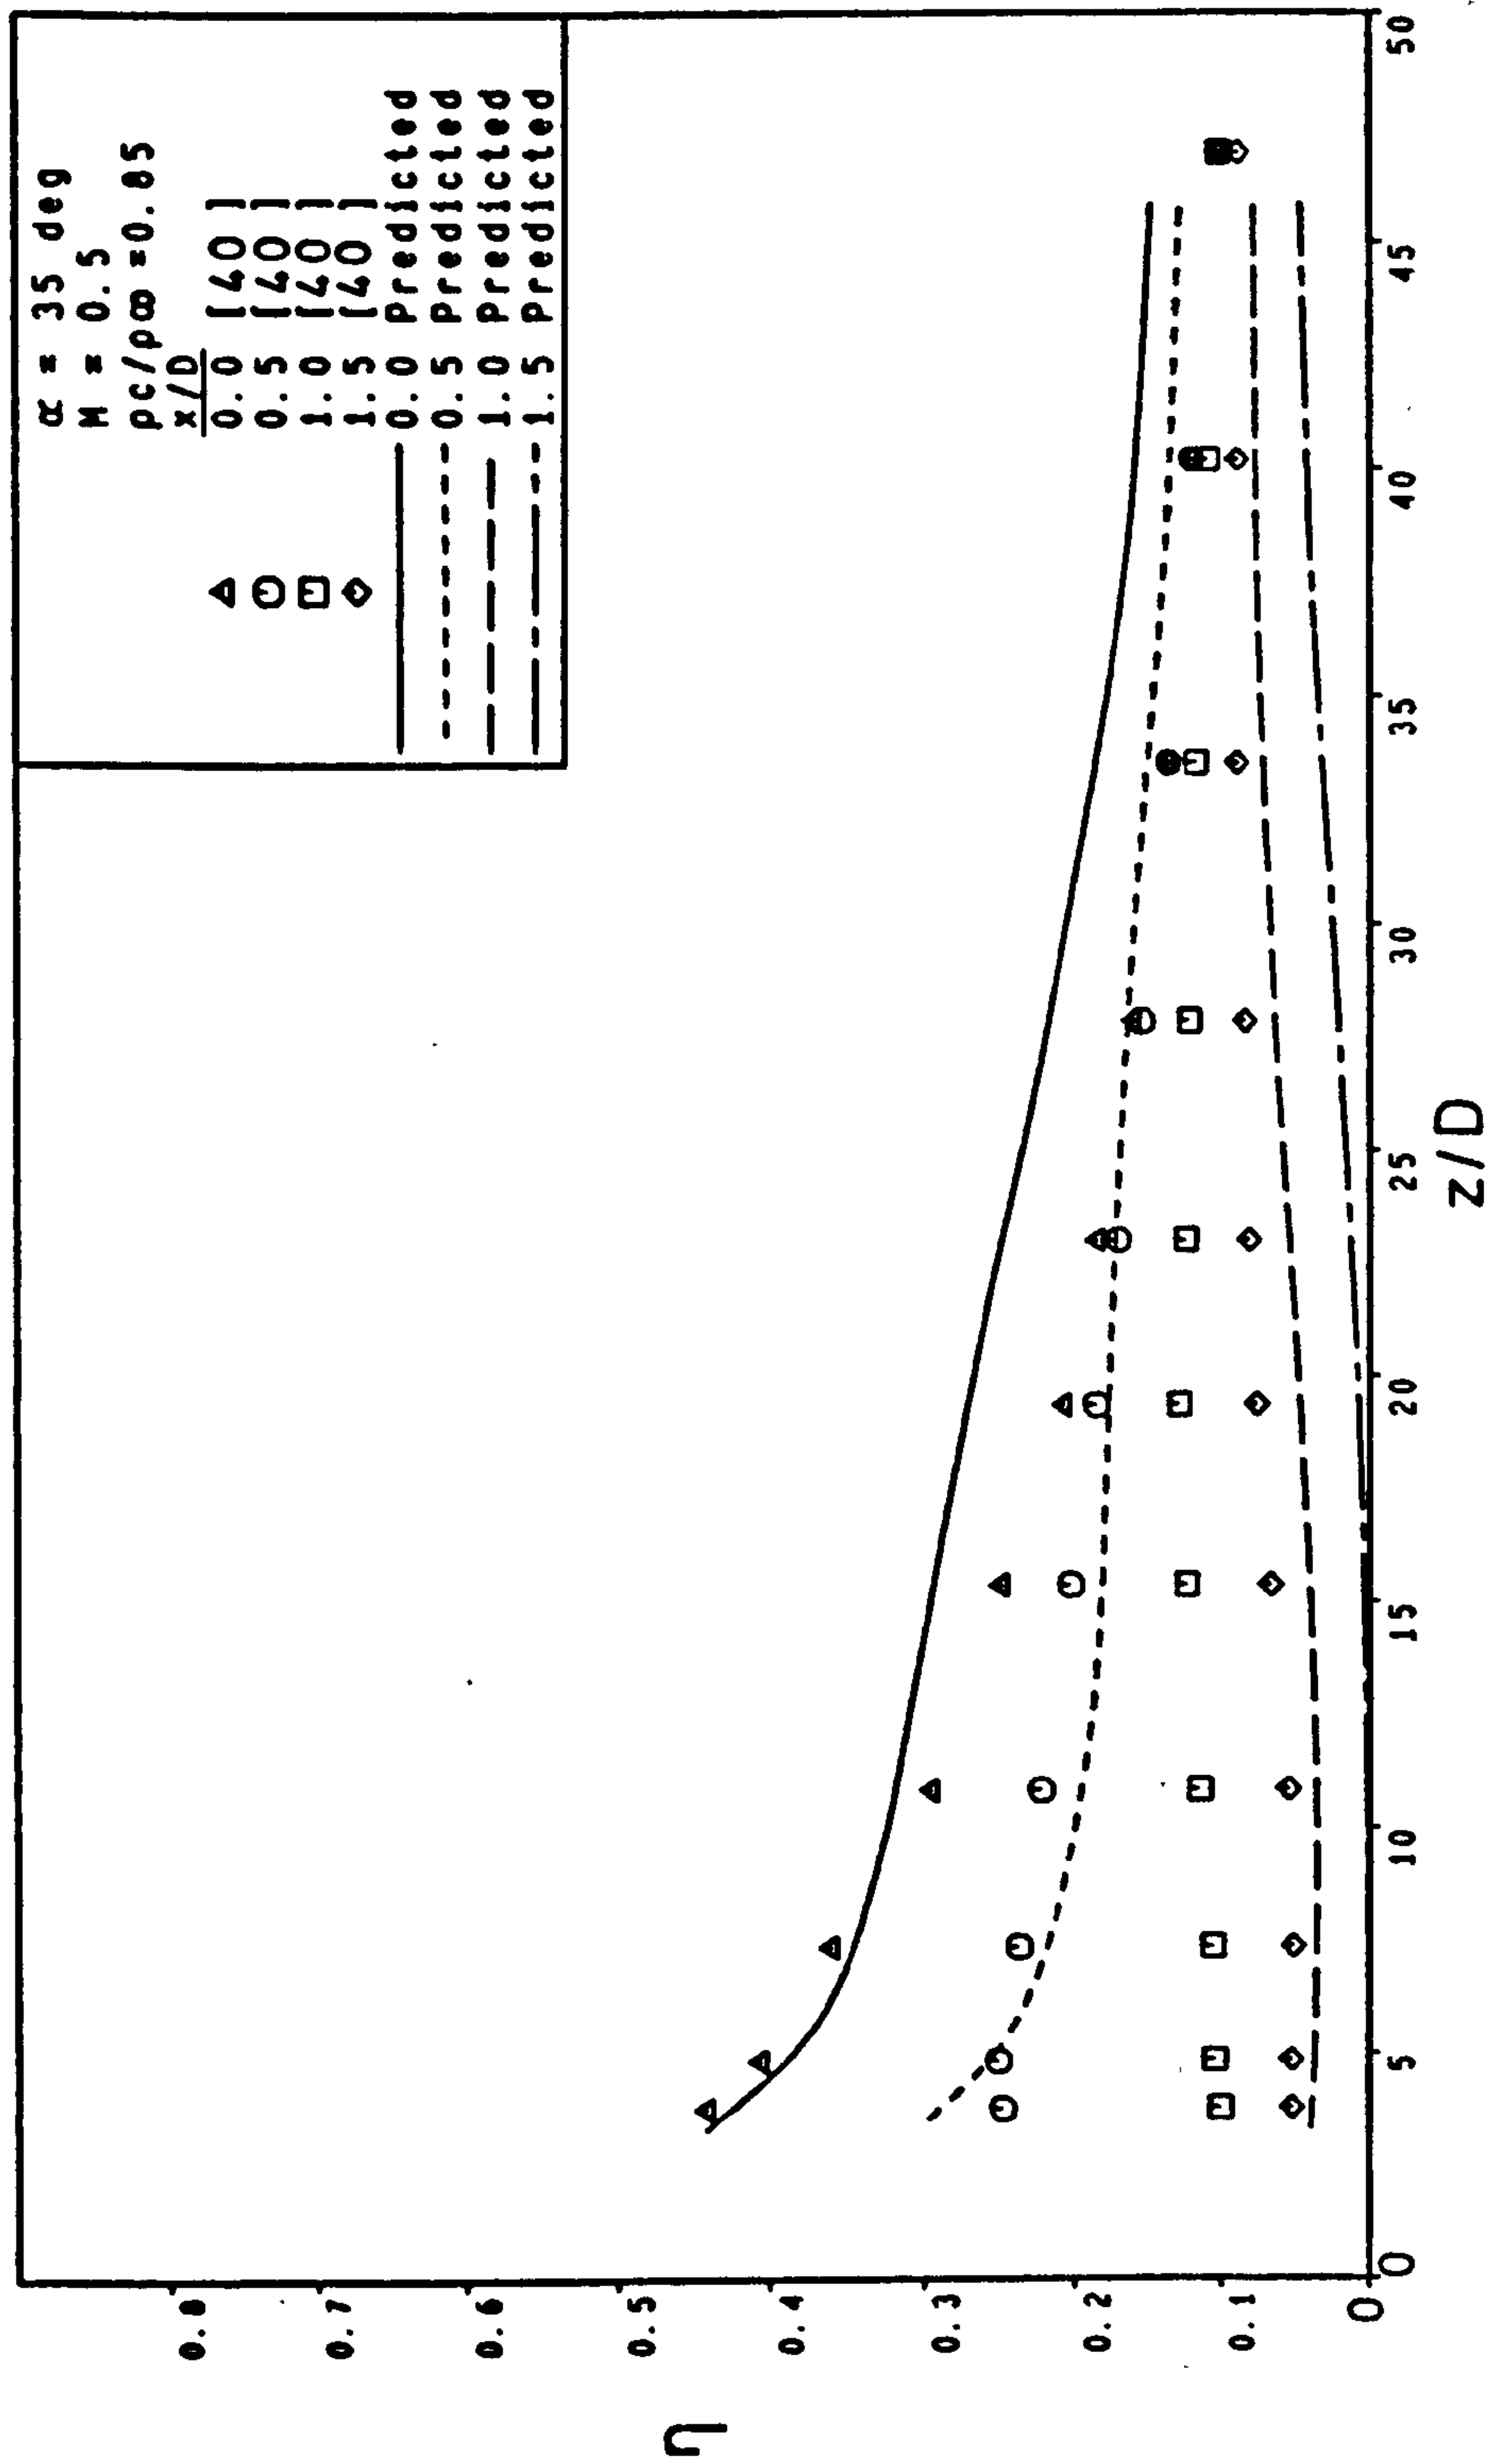 α = 35 deg
M = 0.5
ρc/ρ∞ =0.85
x/D
0.0 [40]
0.5 [40]
1.0 [40]
1.5 [40]
0.0 Predicted
0.5 Predicted
1.0 Predicted
1.5 Predicted
η
0.8
0.7
0.6
0.5
0.4
0.3
0.2
0.1
0
0 5 10 15 20 25 30 35 40 45 50
z/D